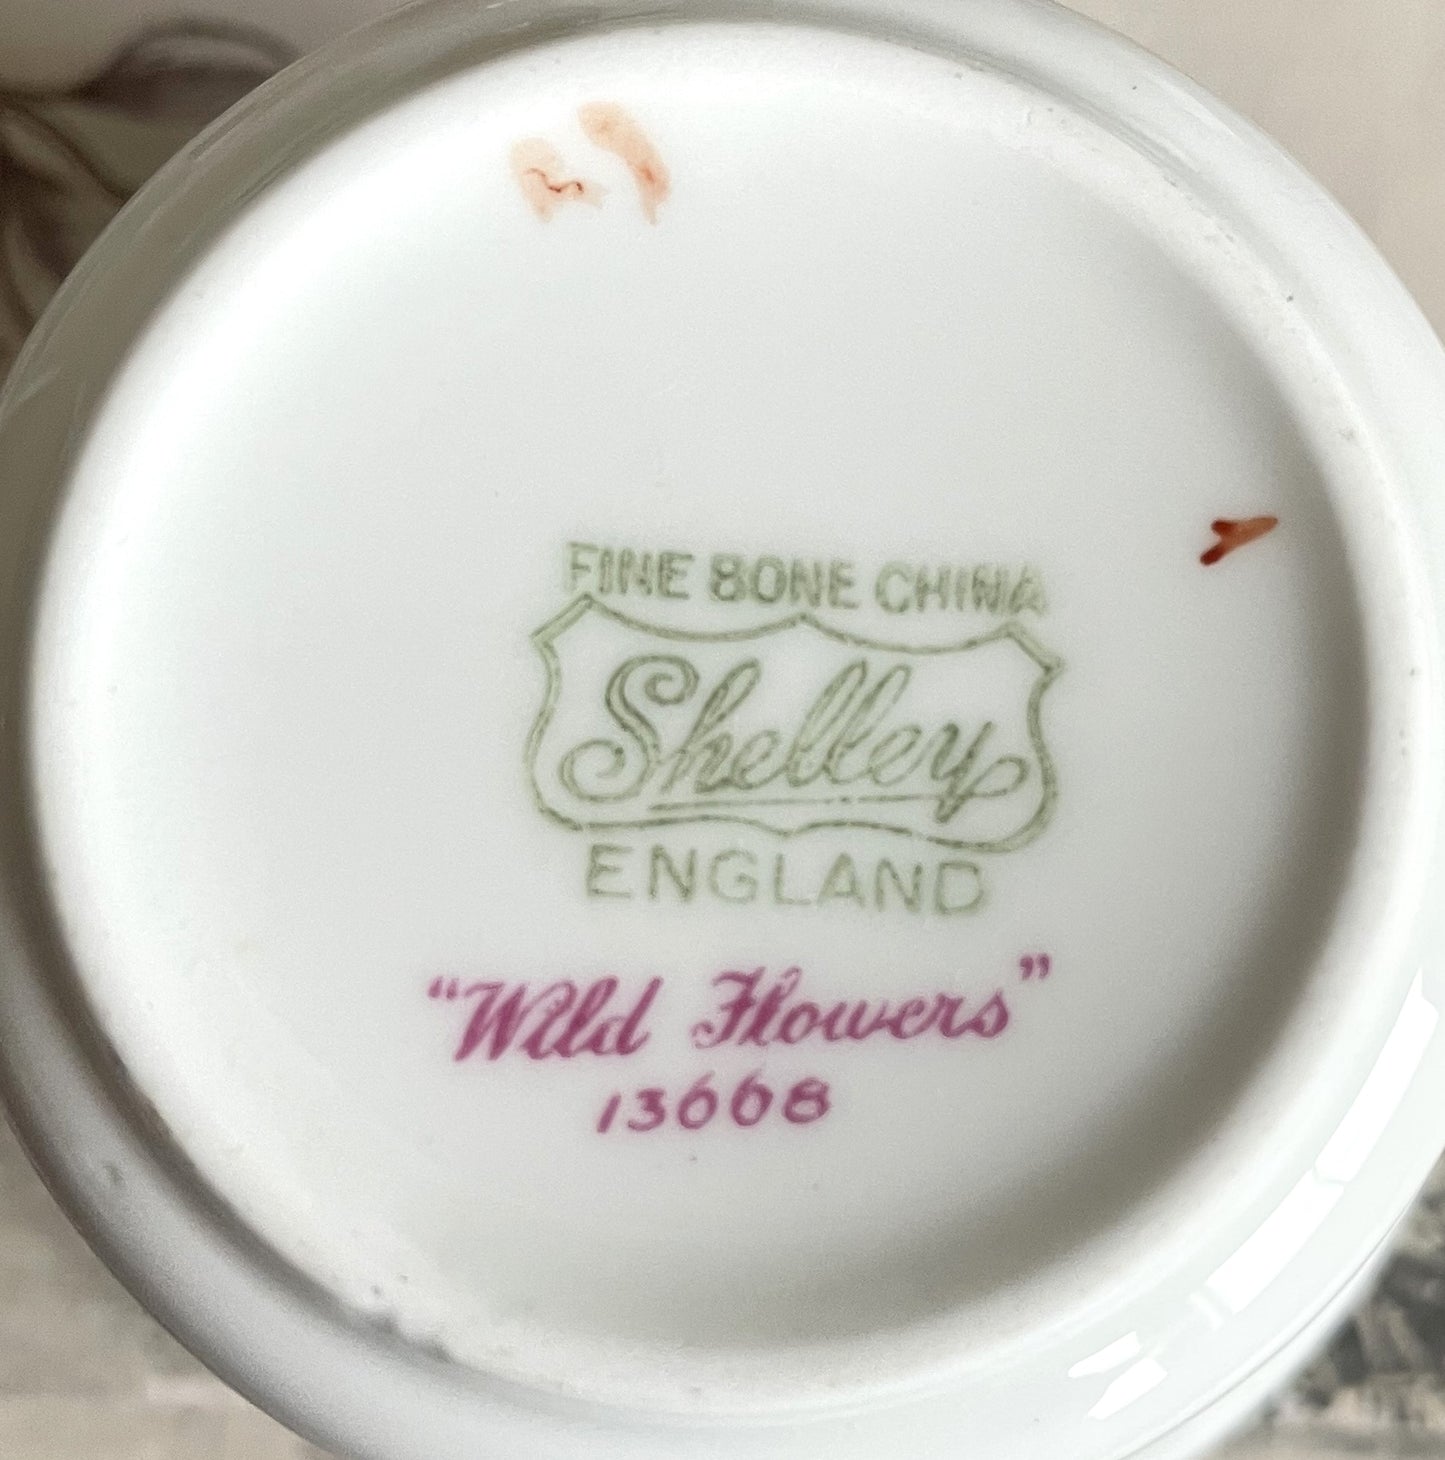 FINE BONE CHINA
Shelley
ENGLAND
"Wild Flowers"
13668